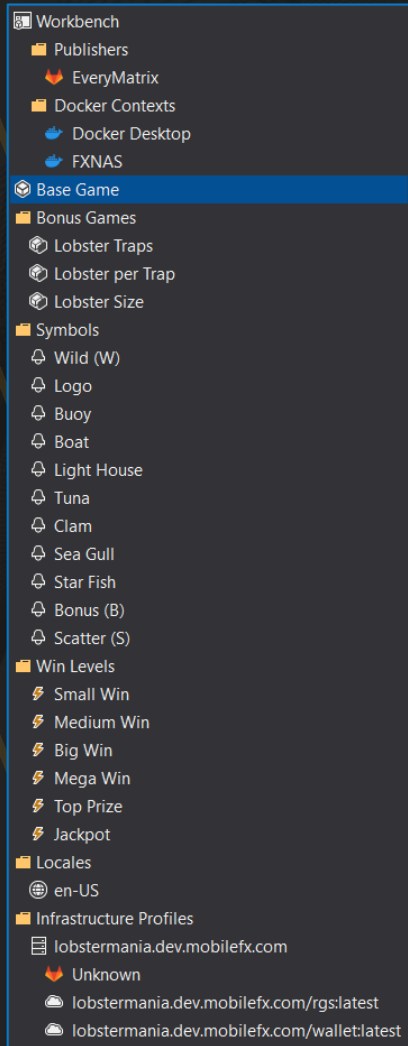 Workbench
Publishers
EveryMatrix
Docker Contexts
Docker Desktop
FXNAS
Base Game
Bonus Games
Lobster Traps
Lobster per Trap
Lobster Size
Symbols
Wild (W)
Logo
Buoy
Boat
Light House
Tuna
Clam
Sea Gull
Star Fish
Bonus (B)
Scatter (S)
Win Levels
Small Win
Medium Win
Big Win
Mega Win
Top Prize
Jackpot
Locales
en-US
Infrastructure Profiles
lobstermania.dev.mobilefx.com
Unknown
lobstermania.dev.mobilefx.com/rgs:latest
lobstermania.dev.mobilefx.com/wallet:latest